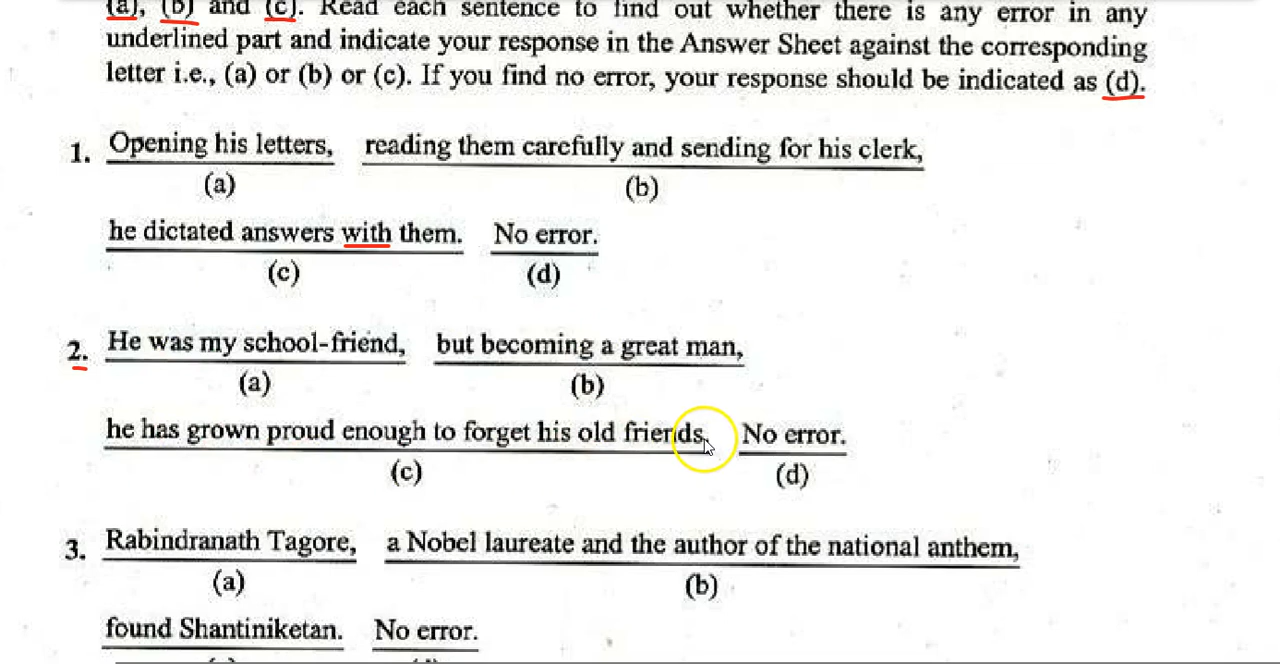 (a), (b) and (c). Read each sentence to find out whether there is any error in any
underlined part and indicate your response in the Answer Sheet against the corresponding
letter i.e., (a) or (b) or (c). If you find no error, your response should be indicated as (d).
1. Opening his letters, reading them carefully and sending for his clerk,
(a) (b)
he dictated answers with them. No error.
(c) (d)
2. He was my school-friend, but becoming a great man,
(a) (b)
he has grown proud enough to forget his old friends. No error.
(c) (d)
3. Rabindranath Tagore, a Nobel laureate and the author of the national anthem,
(a) (b)
found Shantiniketan. No error.